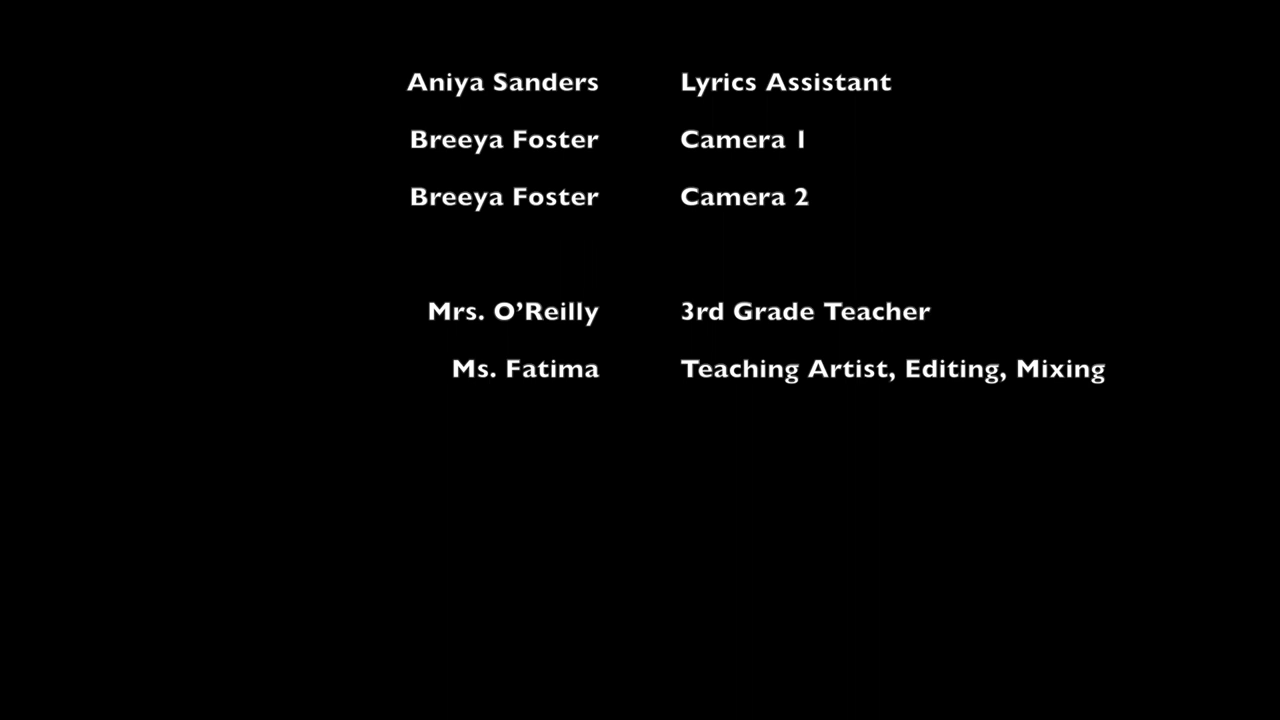 Aniya Sanders Lyrics Assistant
Breeya Foster Camera 1
Breeya Foster Camera 2
Mrs. O’Reilly 3rd Grade Teacher
Ms. Fatima Teaching Artist, Editing, Mixing